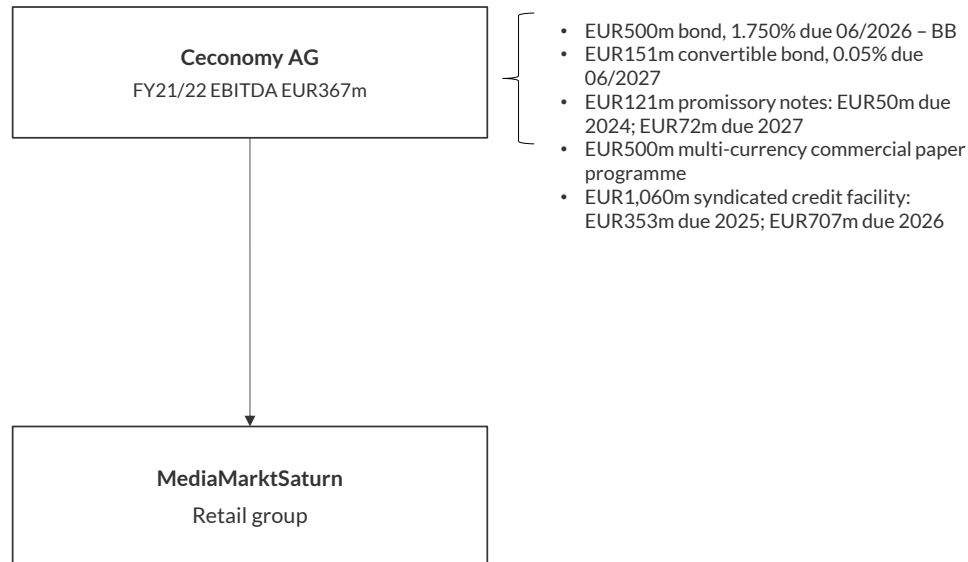 Ceconomy AG
FY21/22 EBITDA EUR367m
• EUR500m bond, 1.750% due 06/2026 – BB
• EUR151m convertible bond, 0.05% due
06/2027
• EUR121m promissory notes: EUR50m due
2024; EUR72m due 2027
• EUR500m multi-currency commercial paper
programme
• EUR1,060m syndicated credit facility:
EUR353m due 2025; EUR707m due 2026
MediaMarktSaturn
Retail group